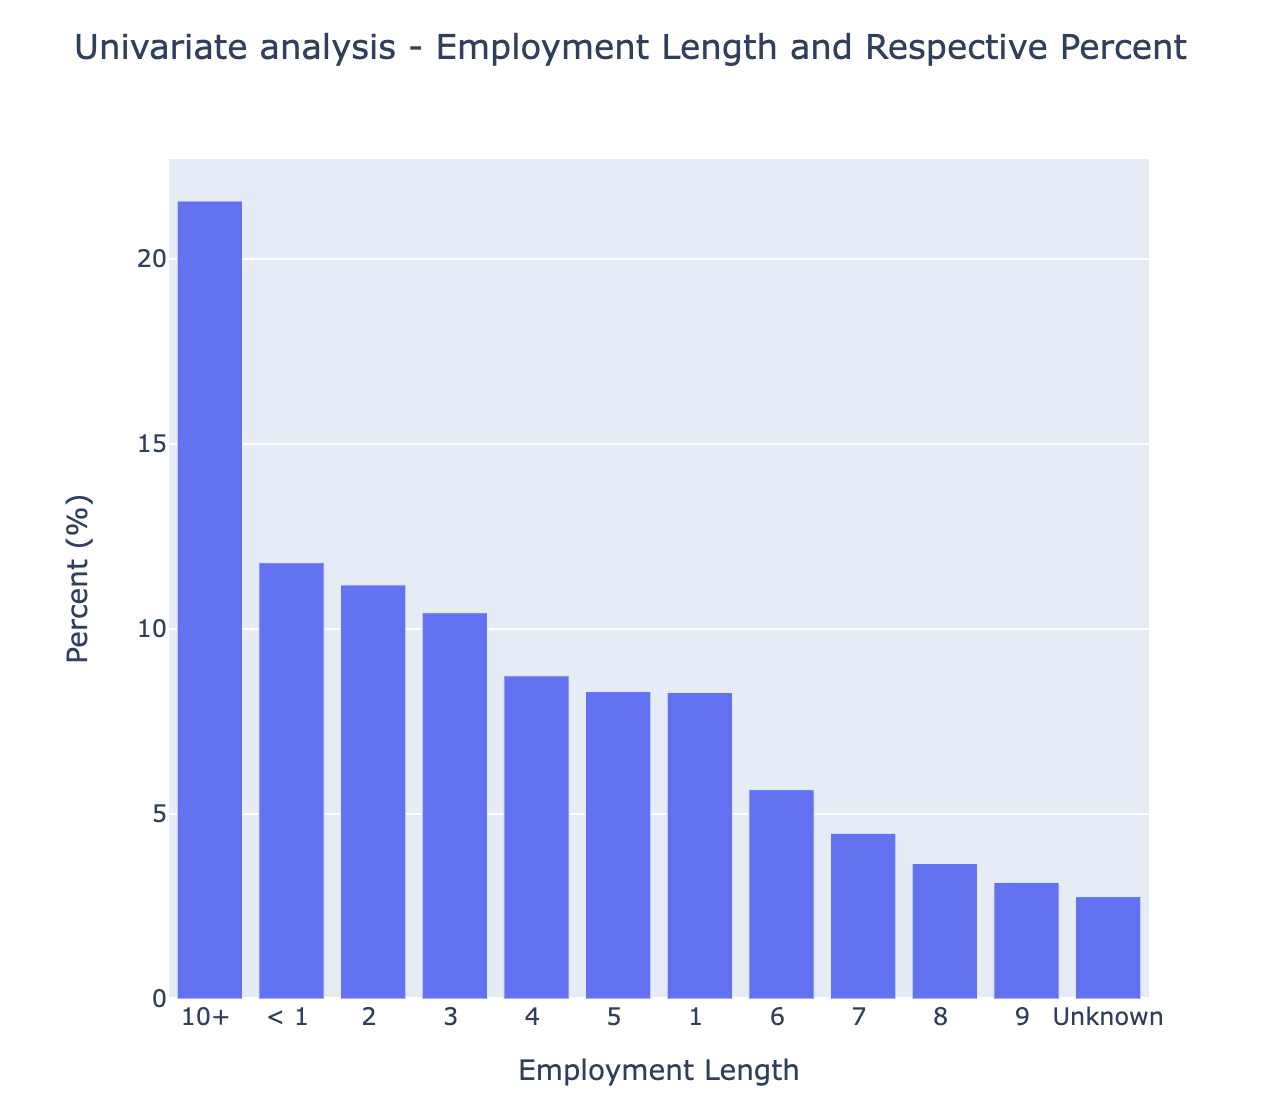 Univariate analysis - Employment Length and Respective Percent
20
15
10
5
0
Percent (%)
10+ < 1 2 3 4 5 1 6 7 8 9 Unknown
Employment Length